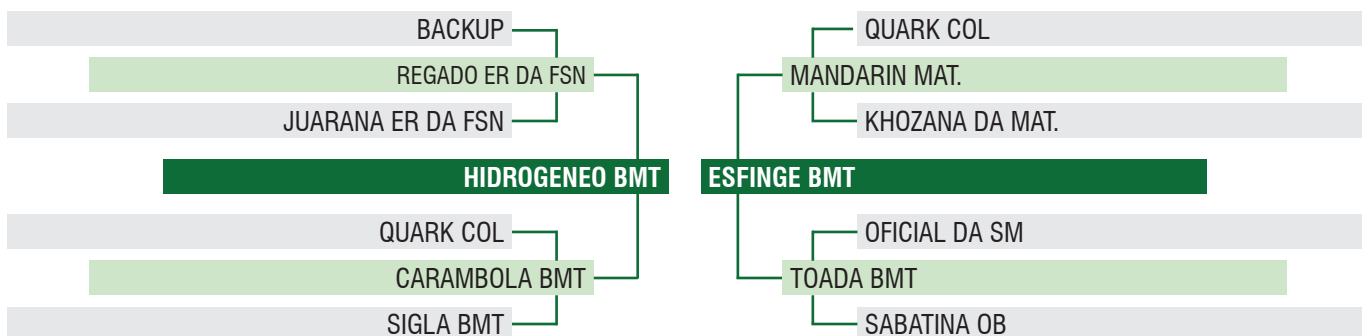 BACKUP
REGADO ER DA FSN
JUARANA ER DA FSN
HIDROGENEO BMT
QUARK COL
CARAMBOLA BMT
SIGLA BMT
QUARK COL
MANDARIN MAT.
KHOZANA DA MAT.
ESFINGE BMT
OFICIAL DA SM
TOADA BMT
SABATINA OB